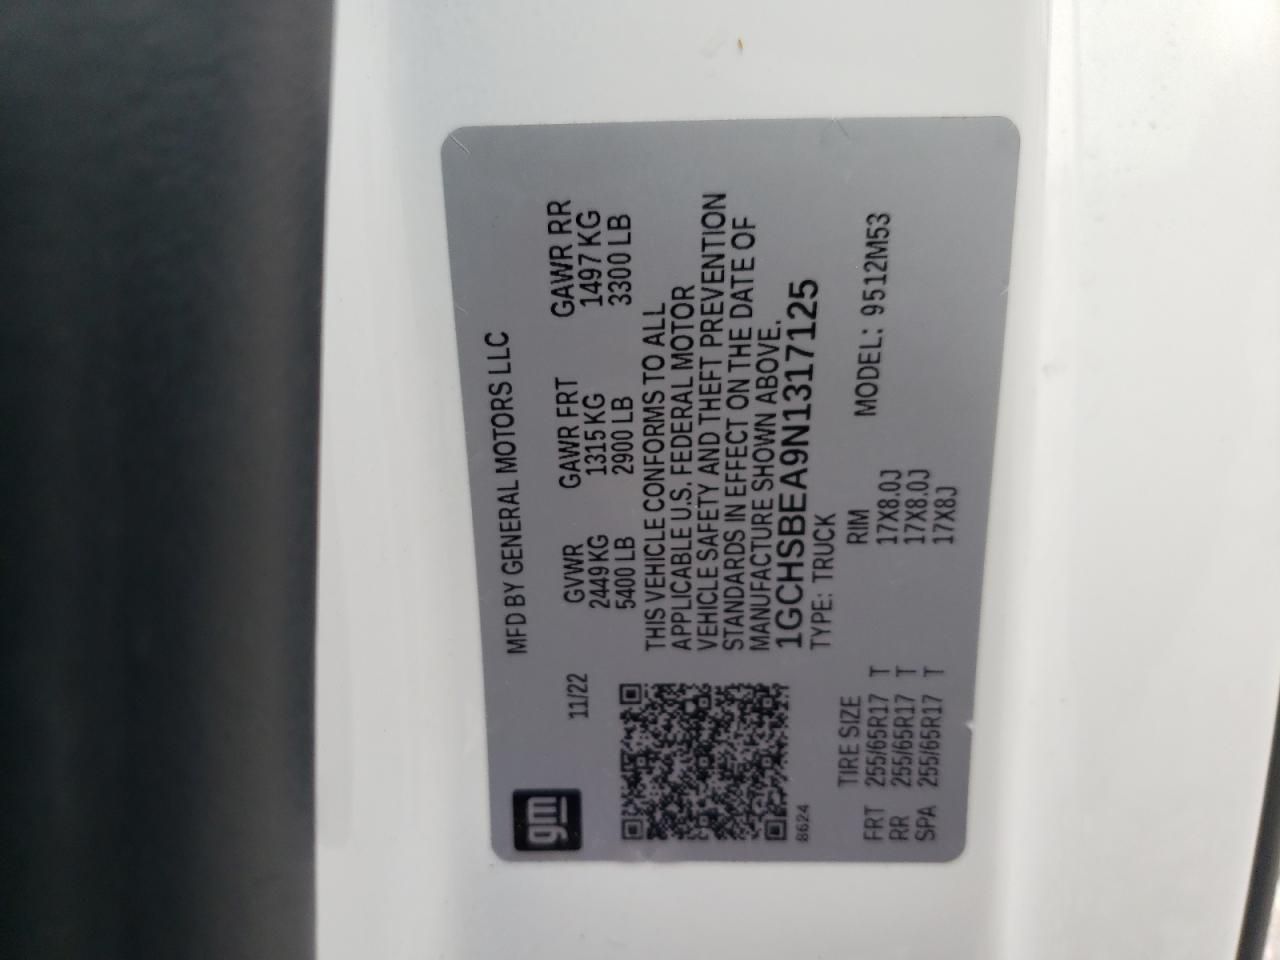 gm
11/22
MFD BY GENERAL MOTORS LLC
GVWR GAWR FRT GAWR RR
2449 KG 1315 KG 1497 KG
5400 LB 2900 LB 3300 LB
THIS VEHICLE CONFORMS TO ALL
APPLICABLE U.S. FEDERAL MOTOR
VEHICLE SAFETY AND THEFT PREVENTION
STANDARDS IN EFFECT ON THE DATE OF
MANUFACTURE SHOWN ABOVE.
1GCHSBEA9N1317125
8624
TYPE: TRUCK
TIRE SIZE RIM MODEL: 9512M53
FRT 255/65R17 T 17X8.0J
RR 255/65R17 T 17X8.0J
SPA 255/65R17 T 17X8J